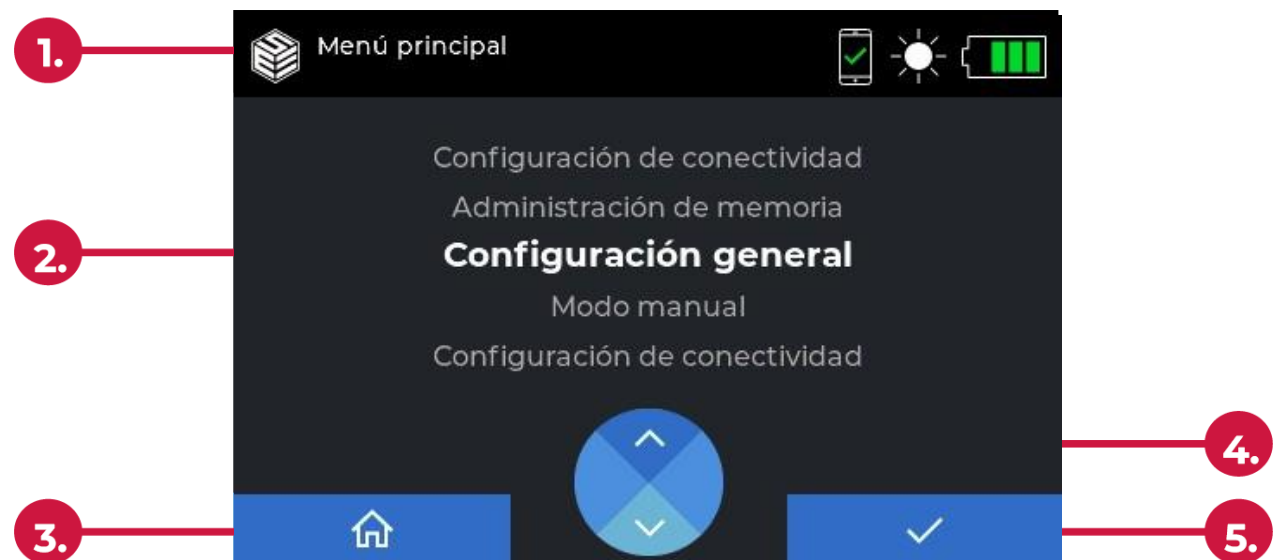 1.
Menú principal
Configuración de conectividad
Administración de memoria
2.
Configuración general
Modo manual
Configuración de conectividad
4.
3.
5.